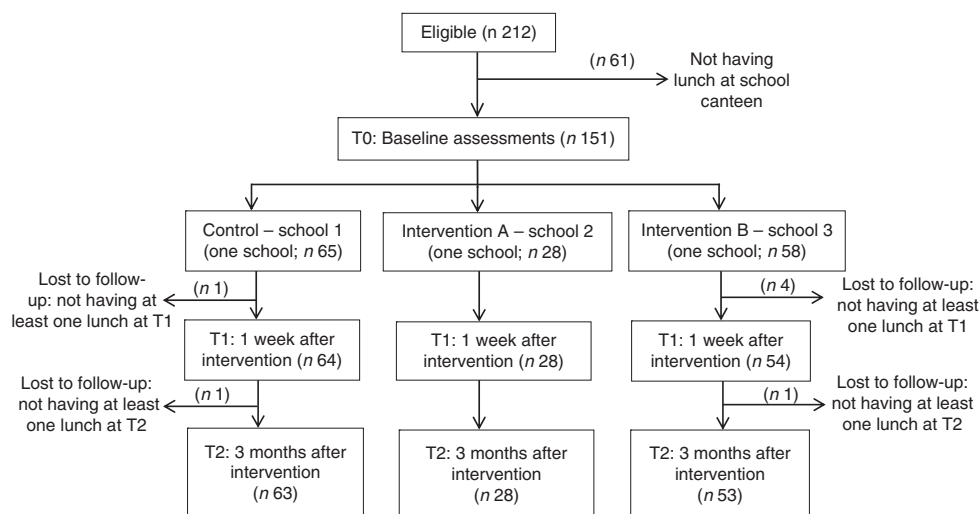 Eligible (n 212)
(n 61)
Not having
lunch at school
canteen
T0: Baseline assessments (n 151)
Control – school 1
(one school; n 65)
Intervention A – school 2
(one school; n 28)
Intervention B – school 3
(one school; n 58)
Lost to follow-
up: not having at
least one lunch at T1
(n 1)
(n 4)
Lost to follow-up:
not having at least
one lunch at T1
T1: 1 week after
intervention (n 64)
T1: 1 week after
intervention (n 28)
T1: 1 week after
intervention (n 54)
Lost to follow-up:
not having at least
one lunch at T2
(n 1)
(n 1)
Lost to follow-up:
not having at least
one lunch at T2
T2: 3 months after
intervention
(n 63)
T2: 3 months after
intervention
(n 28)
T2: 3 months after
intervention
(n 53)